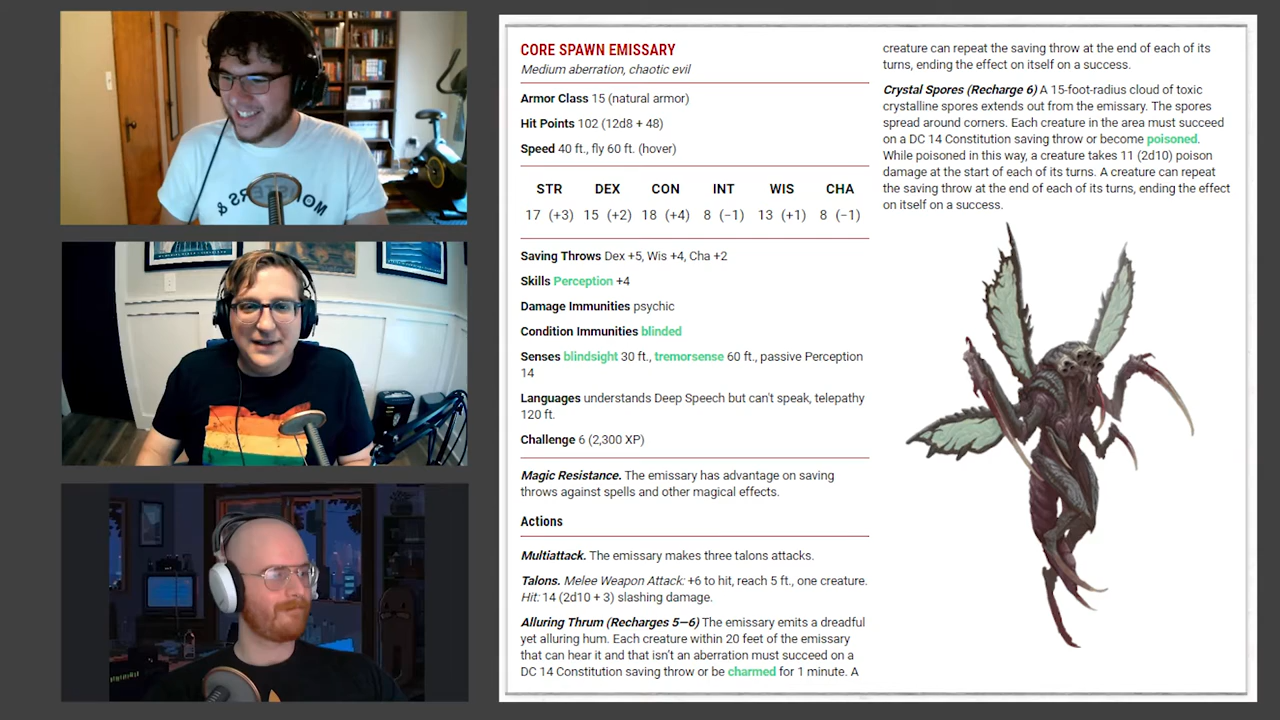 MONSTERS &
CORE SPAWN EMISSARY
Medium aberration, chaotic evil
Armor Class 15 (natural armor)
Hit Points 102 (12d8 + 48)
Speed 40 ft., fly 60 ft. (hover)
STR DEX CON INT WIS CHA
17 (+3) 15 (+2) 18 (+4) 8 (−1) 13 (+1) 8 (−1)
Saving Throws Dex +5, Wis +4, Cha +2
Skills Perception +4
Damage Immunities psychic
Condition Immunities blinded
Senses blindsight 30 ft., tremorsense 60 ft., passive Perception
14
Languages understands Deep Speech but can't speak, telepathy
120 ft.
Challenge 6 (2,300 XP)
Magic Resistance. The emissary has advantage on saving
throws against spells and other magical effects.
Actions
Multiattack. The emissary makes three talons attacks.
Talons. Melee Weapon Attack: +6 to hit, reach 5 ft., one creature.
Hit: 14 (2d10 + 3) slashing damage.
Alluring Thrum (Recharges 5–6) The emissary emits a dreadful
yet alluring hum. Each creature within 20 feet of the emissary
that can hear it and that isn't an aberration must succeed on a
DC 14 Constitution saving throw or be charmed for 1 minute. A
creature can repeat the saving throw at the end of each of its
turns, ending the effect on itself on a success.
Crystal Spores (Recharge 6) A 15-foot-radius cloud of toxic
crystalline spores extends out from the emissary. The spores
spread around corners. Each creature in the area must succeed
on a DC 14 Constitution saving throw or become poisoned.
While poisoned in this way, a creature takes 11 (2d10) poison
damage at the start of each of its turns. A creature can repeat
the saving throw at the end of each of its turns, ending the effect
on itself on a success.